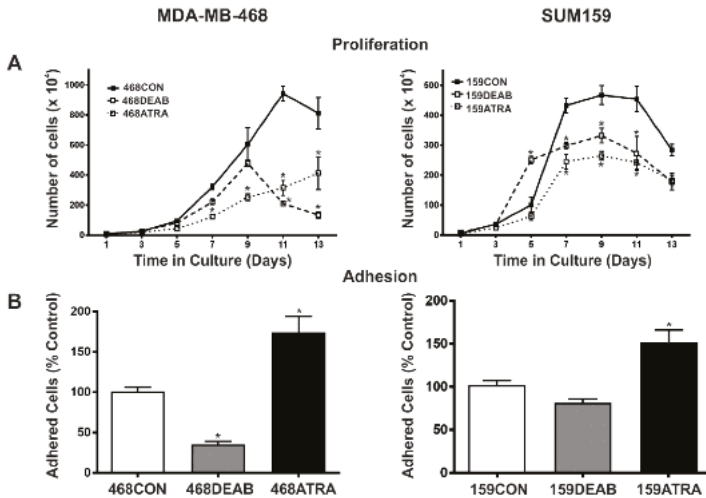 MDA-MB-468
SUM159
Proliferation
A
Number of cells (x 10⁴)
1000
800
600
400
200
0
468CON
468DEAB
468ATRA
* * * * * * *
1 3 5 7 9 11 13
Time in Culture (Days)
Number of cells (x 10⁴)
500
400
300
200
100
0
159CON
159DEAB
159ATRA
* * * * * * *
1 3 5 7 9 11 13
Time in Culture (Days)
Adhesion
B
Adhered Cells (% Control)
200
150
100
50
0
*
*
468CON 468DEAB 468ATRA
Adhered Cells (% Control)
200
150
100
50
0
*
159CON 159DEAB 159ATRA